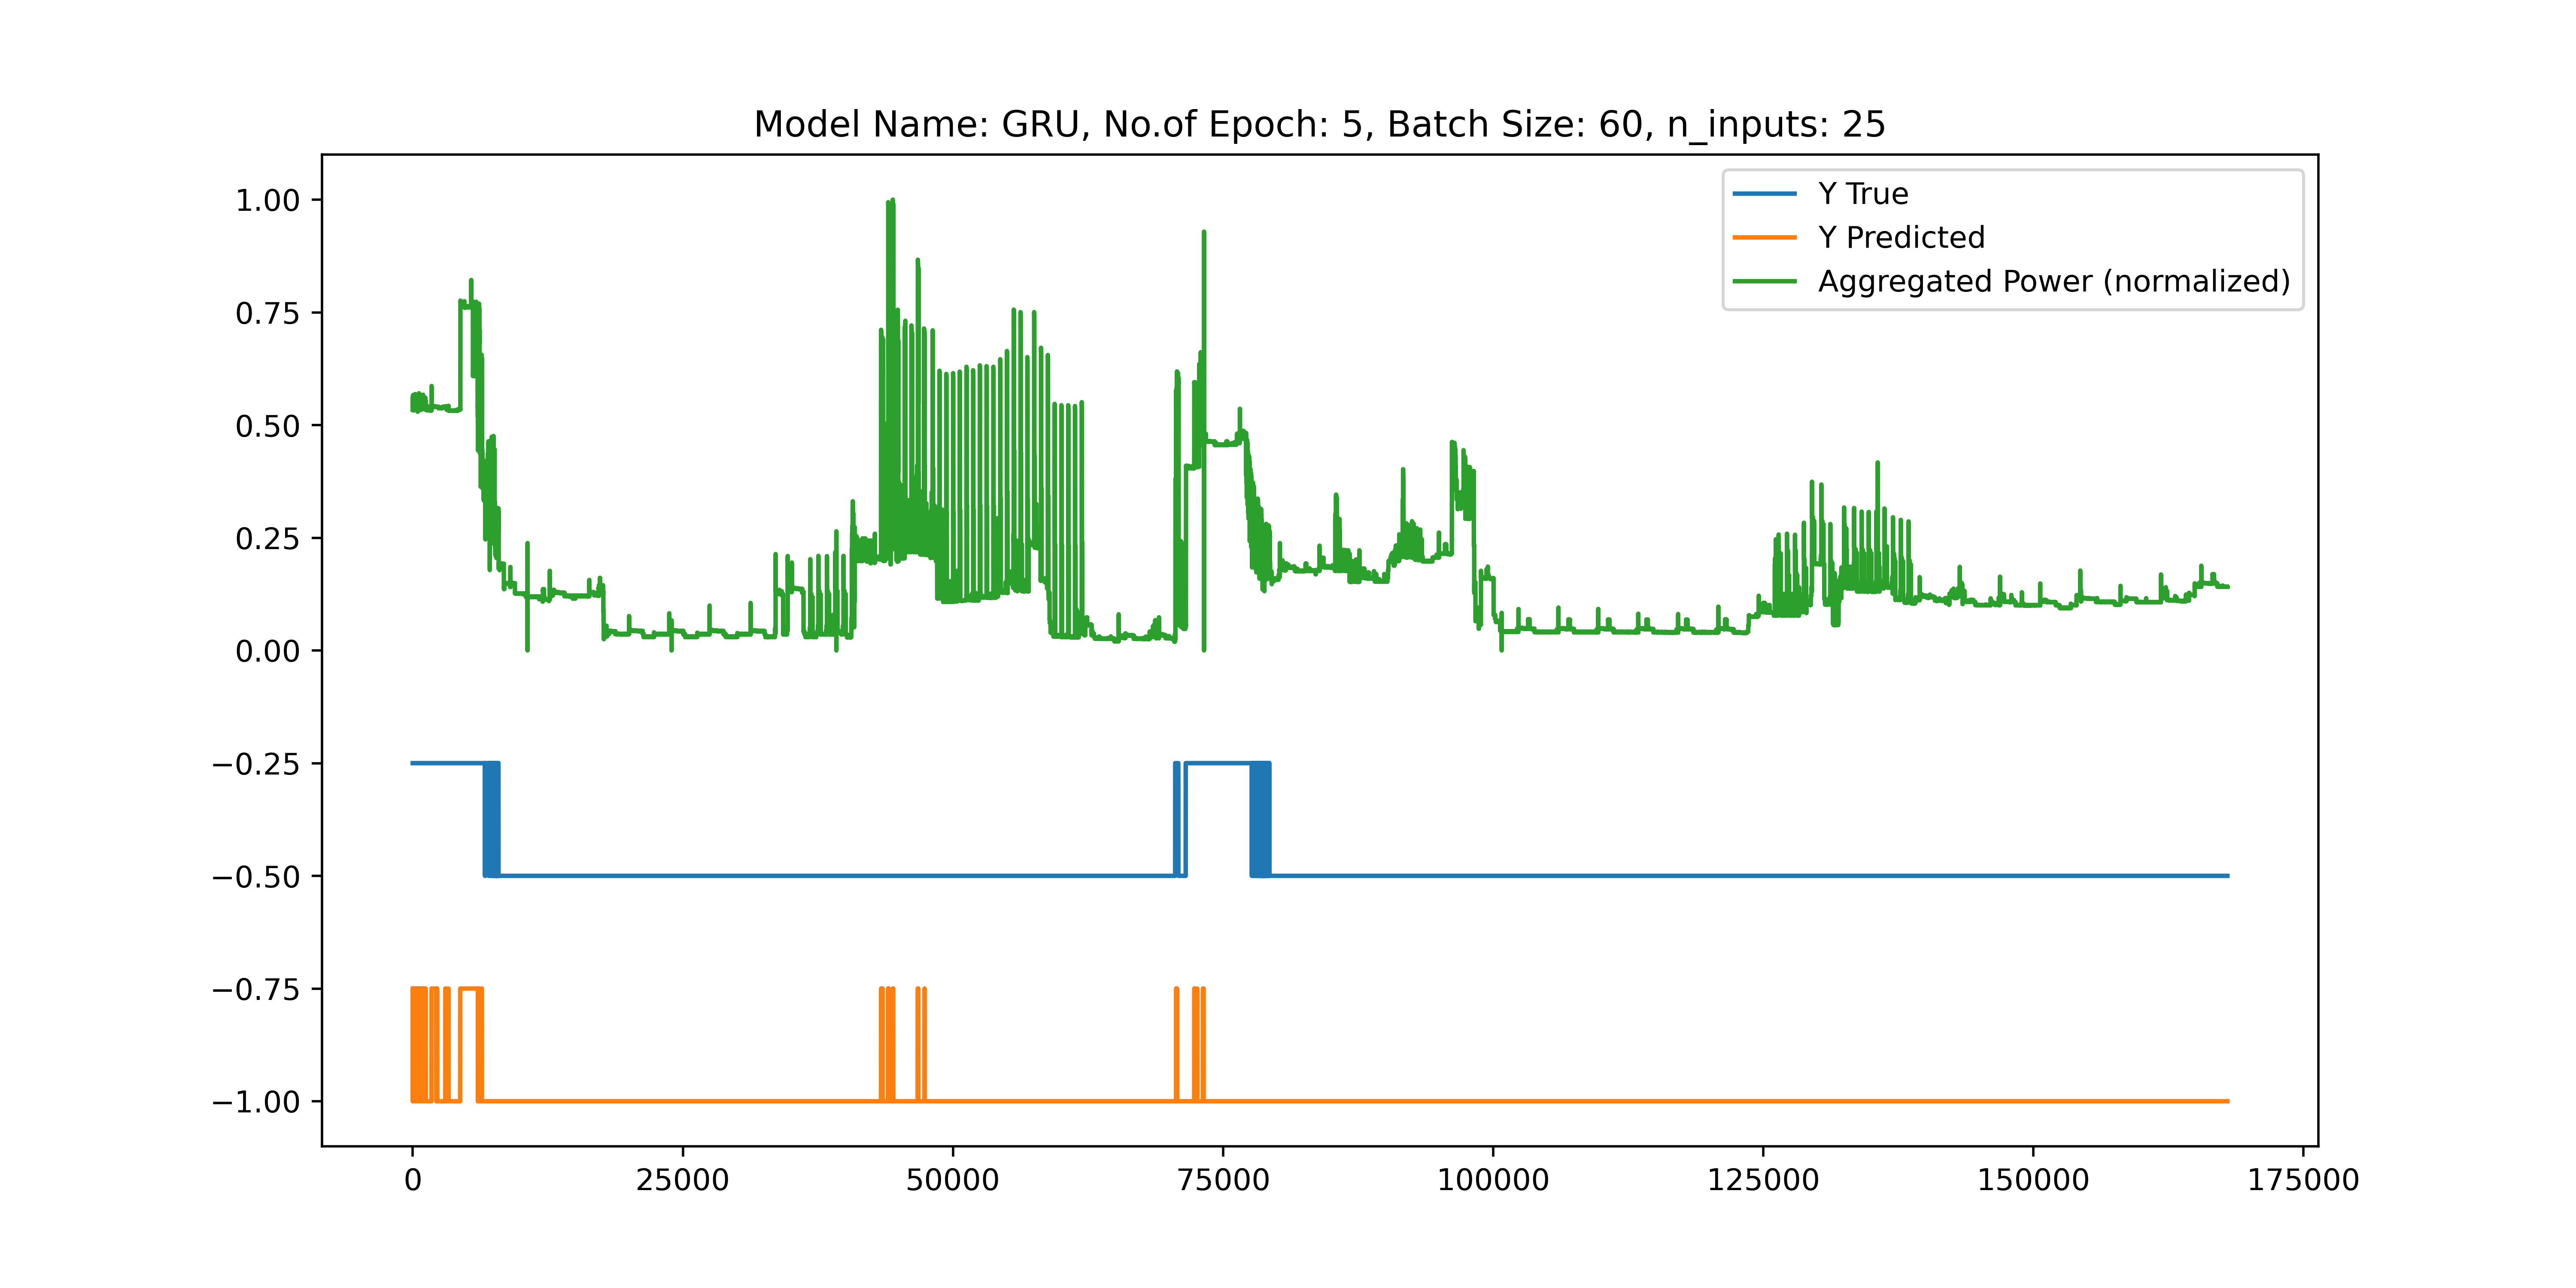 Model Name: GRU, No.of Epoch: 5, Batch Size: 60, n_inputs: 25
Y True
Y Predicted
Aggregated Power (normalized)
1.00
0.75
0.50
0.25
0.00
−0.25
−0.50
−0.75
−1.00
0 25000 50000 75000 100000 125000 150000 175000